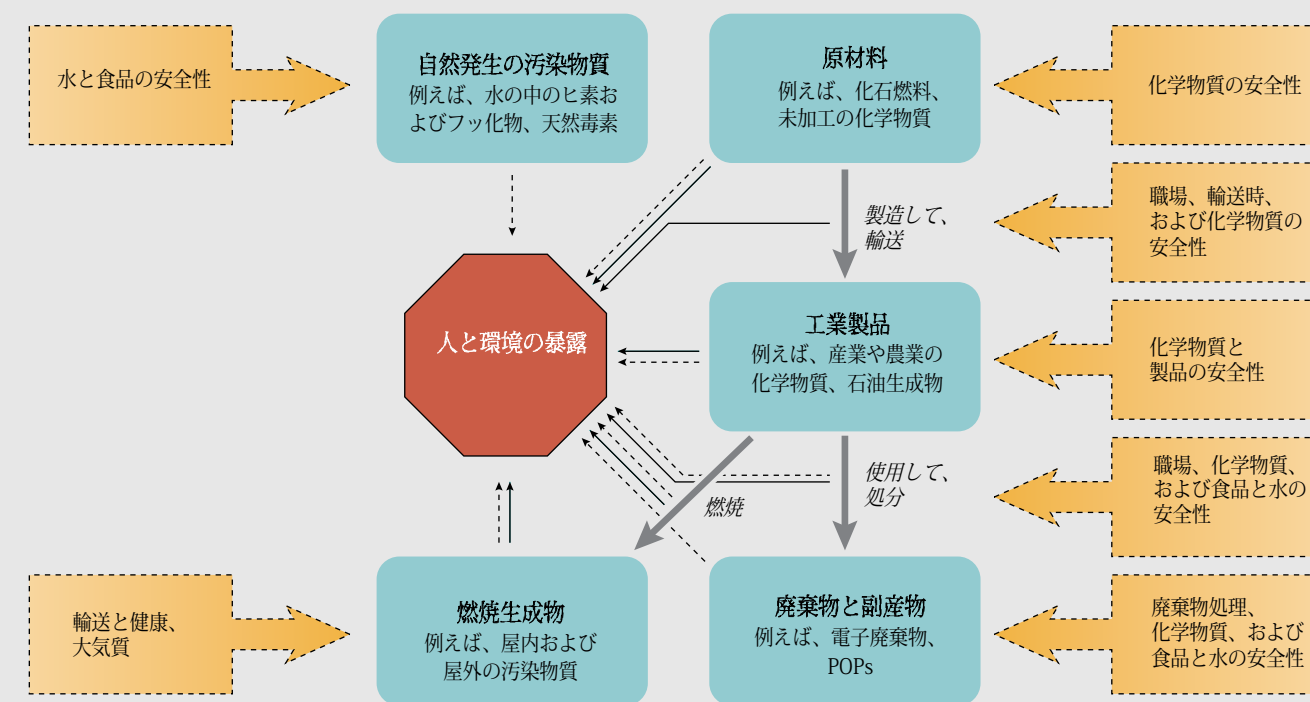 水と食品の安全性
自然発生の汚染物質
例えば、水の中のヒ素お
よびフッ化物、天然毒素
原材料
例えば、化石燃料、
未加工の化学物質
化学物質の安全性
製造して、
輸送
職場、輸送時、
および化学物質の
安全性
人と環境の暴露
工業製品
例えば、産業や農業の
化学物質、石油生成物
化学物質と
製品の安全性
燃焼
使用して、
処分
職場、化学物質、
および食品と水の
安全性
輸送と健康、
大気質
燃焼生成物
例えば、屋内および
屋外の汚染物質
廃棄物と副産物
例えば、電子廃棄物、
POPs
廃棄物処理、
化学物質、および
食品と水の安全性